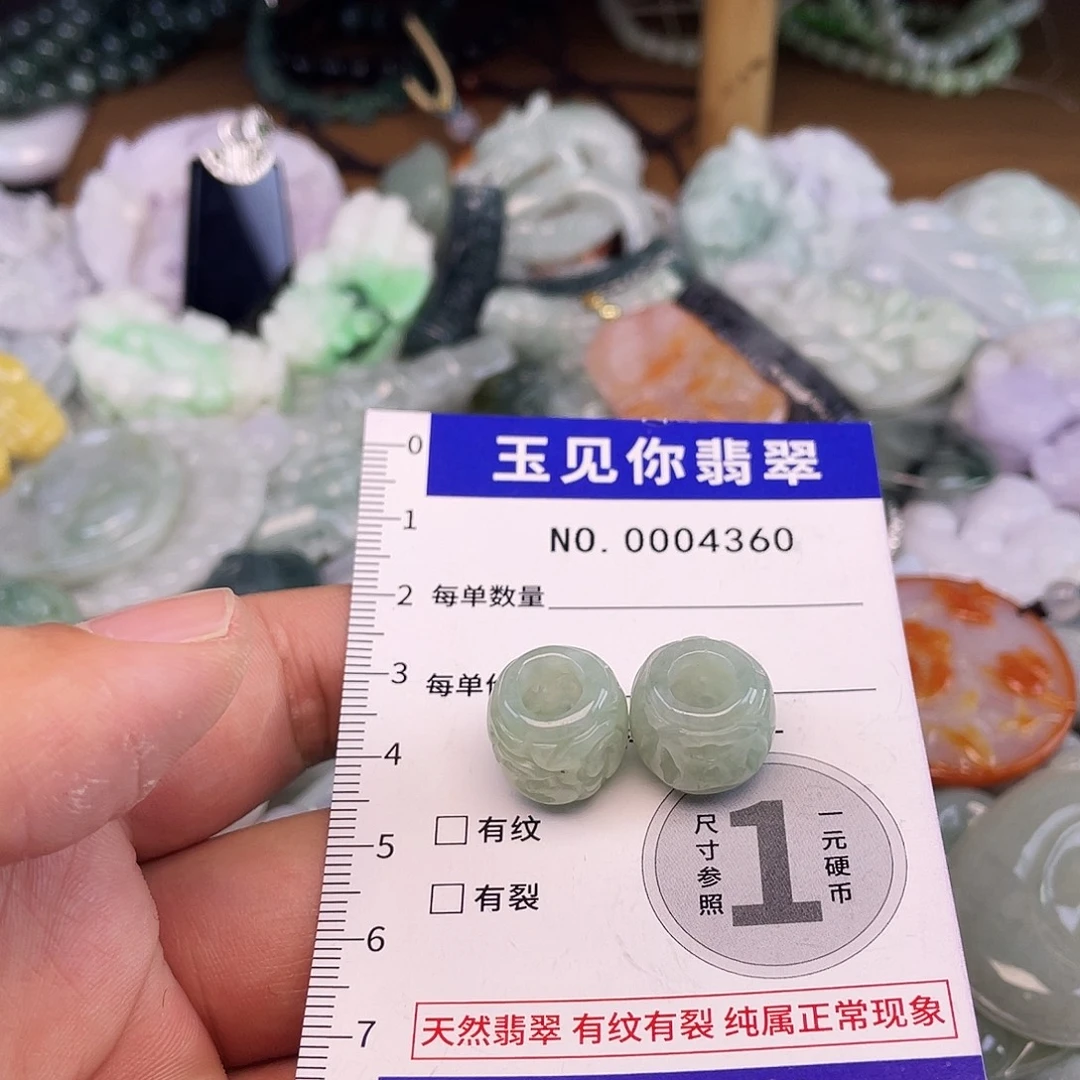 玉见你翡翠
NO. 0004360
0
1
2
3
4
5
6
7
每单数量
每单
有纹
有裂
尺寸参照
1
一元硬币
天然翡翠 有纹有裂 纯属正常现象